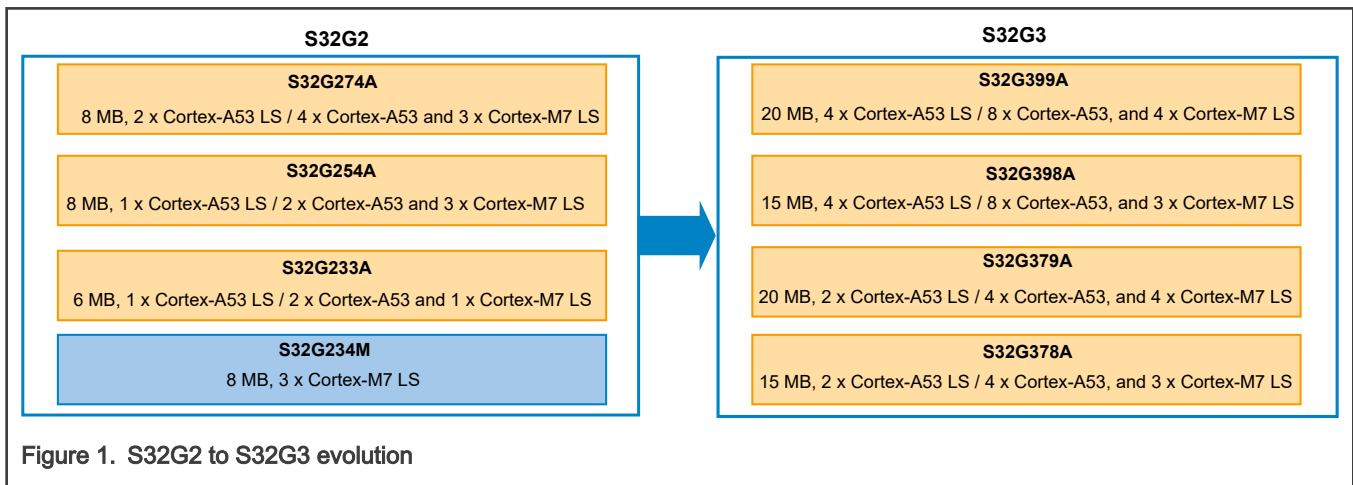 S32G2
S32G274A
8 MB, 2 x Cortex-A53 LS / 4 x Cortex-A53 and 3 x Cortex-M7 LS
S32G254A
8 MB, 1 x Cortex-A53 LS / 2 x Cortex-A53 and 3 x Cortex-M7 LS
S32G233A
6 MB, 1 x Cortex-A53 LS / 2 x Cortex-A53 and 1 x Cortex-M7 LS
S32G234M
8 MB, 3 x Cortex-M7 LS
S32G3
S32G399A
20 MB, 4 x Cortex-A53 LS / 8 x Cortex-A53, and 4 x Cortex-M7 LS
S32G398A
15 MB, 4 x Cortex-A53 LS / 8 x Cortex-A53, and 3 x Cortex-M7 LS
S32G379A
20 MB, 2 x Cortex-A53 LS / 4 x Cortex-A53, and 4 x Cortex-M7 LS
S32G378A
15 MB, 2 x Cortex-A53 LS / 4 x Cortex-A53, and 3 x Cortex-M7 LS
Figure 1. S32G2 to S32G3 evolution